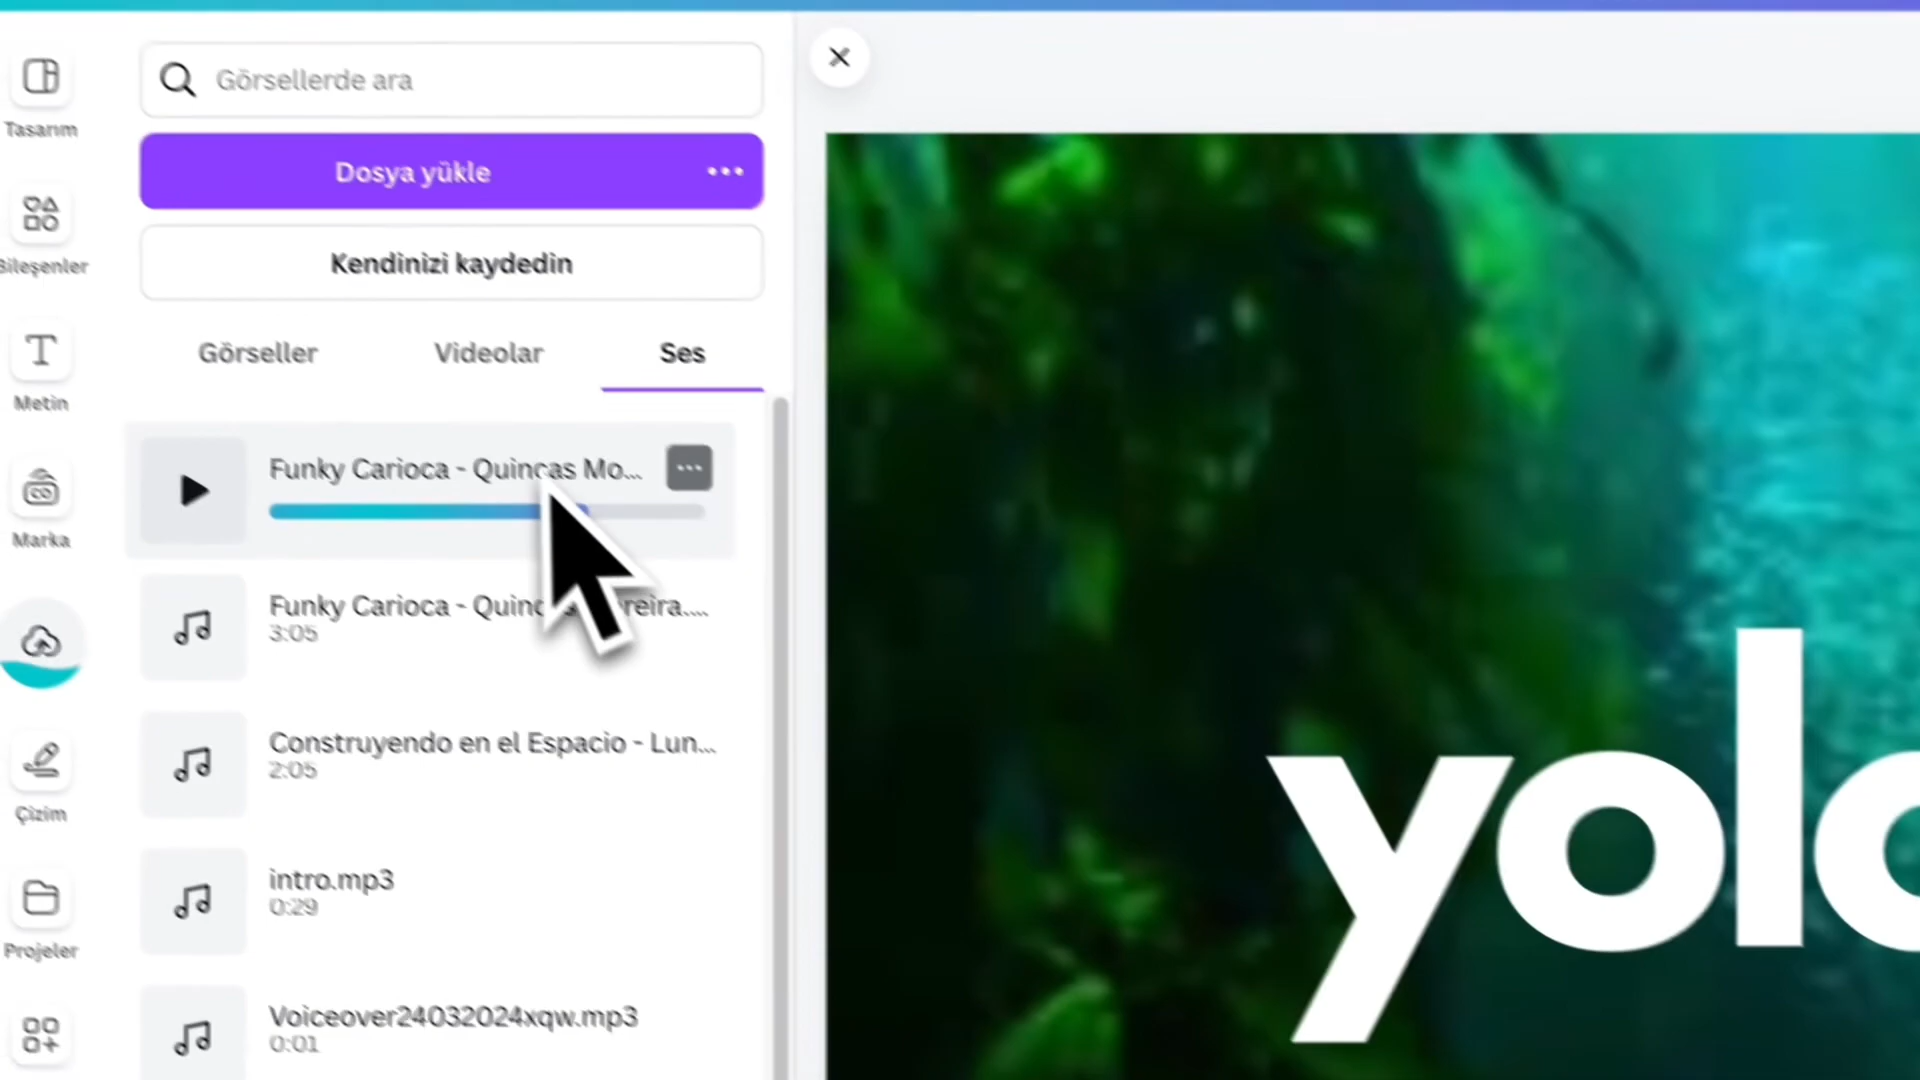 Görsellerde ara
Dosya yükle
Kendinizi kaydedin
Görseller
Videolar
Ses
Funky Carioca - Quincas Mo...
Funky Carioca - reira....
3:05
Construyendo en el Espacio - Lun...
2:05
intro.mp3
0:29
Voiceover24032024xqw.mp3
0:01
Tasarım
Bileşenler
Metin
Marka
Çizim
Projeler
yolo